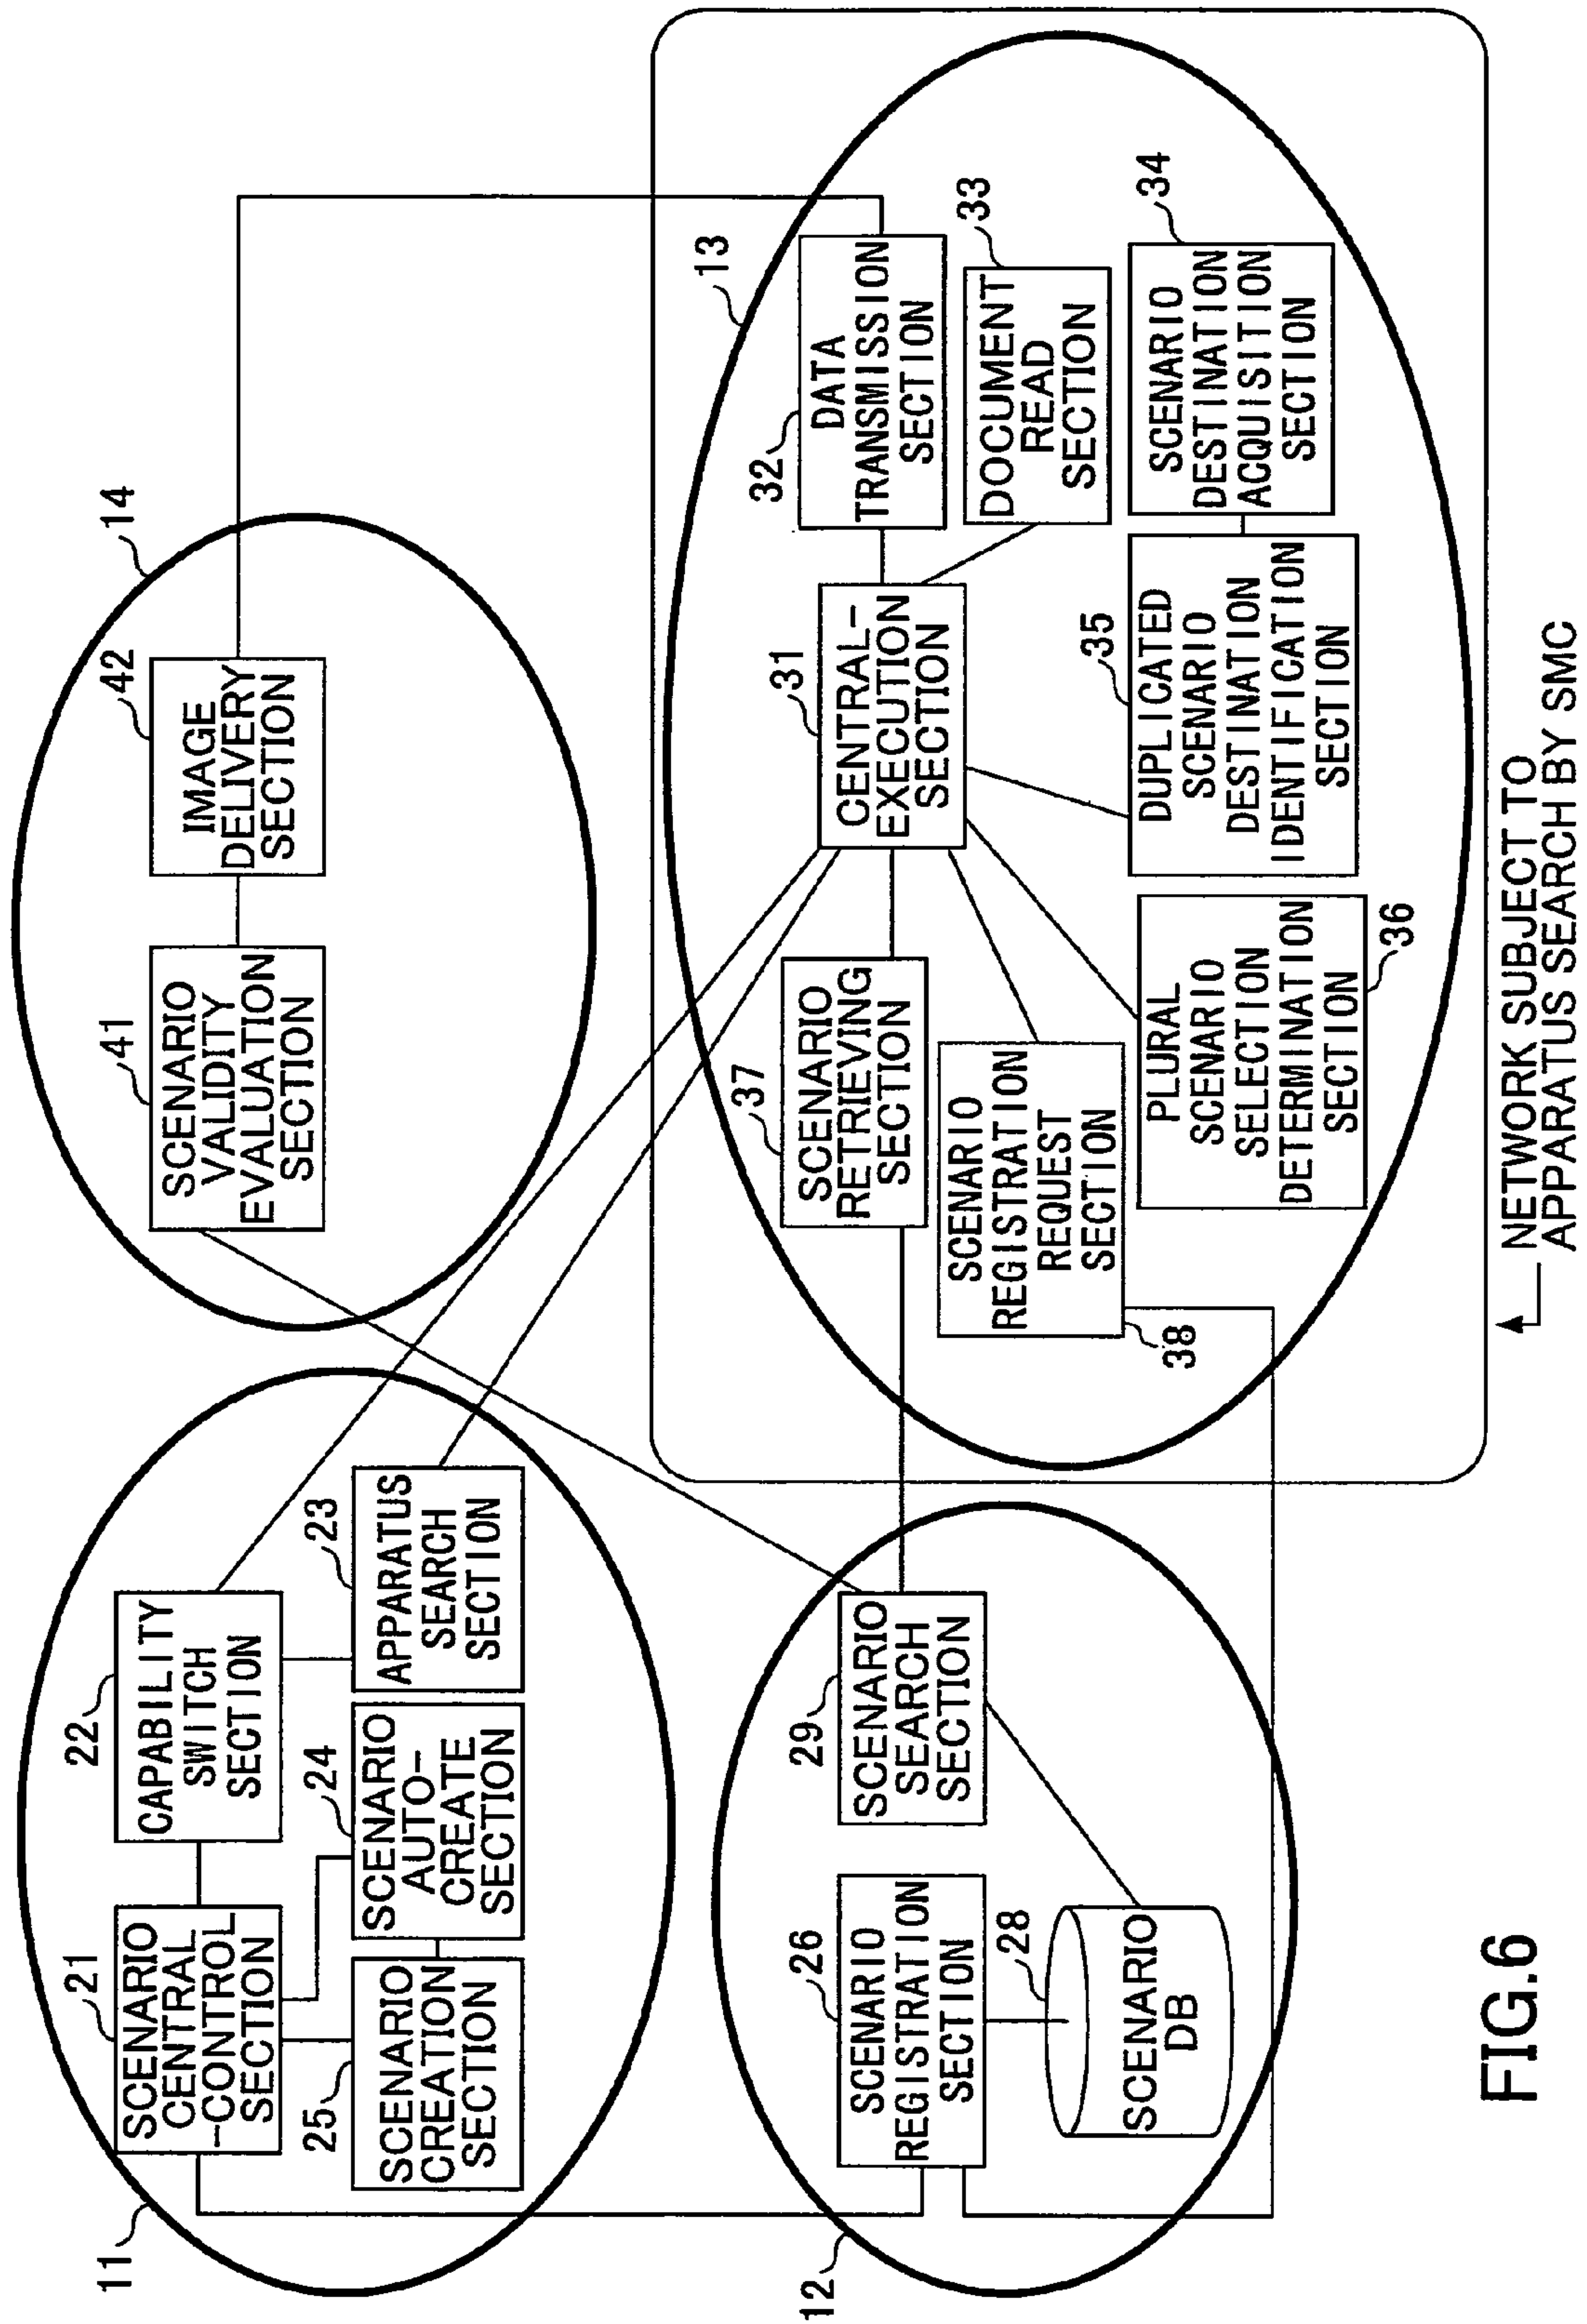 11
21
SCENARIO
CENTRAL
-CONTROL
SECTION
22
CAPABILITY
SWITCH
SECTION
23
APPARATUS
SEARCH
SECTION
24
SCENARIO
AUTO-
CREATE
SECTION
25
SCENARIO
CREATION
SECTION
14
41
SCENARIO
VALIDITY
EVALUATION
SECTION
42
IMAGE
DELIVERY
SECTION
12
26
SCENARIO
REGISTRATION
SECTION
28
SCENARIO
DB
29
SCENARIO
SEARCH
SECTION
13
31
CENTRAL-
EXECUTION
SECTION
32
DATA
TRANSMISSION
SECTION
33
DOCUMENT
READ
SECTION
34
SCENARIO
DESTINATION
ACQUISITION
SECTION
35
DUPLICATED
SCENARIO
DESTINATION
IDENTIFICATION
SECTION
36
PLURAL
SCENARIO
SELECTION
DETERMINATION
SECTION
37
SCENARIO
RETRIEVING
SECTION
38
SCENARIO
REGISTRATION
REQUEST
SECTION
NETWORK SUBJECT TO
APPARATUS SEARCH BY SMC
FIG.6